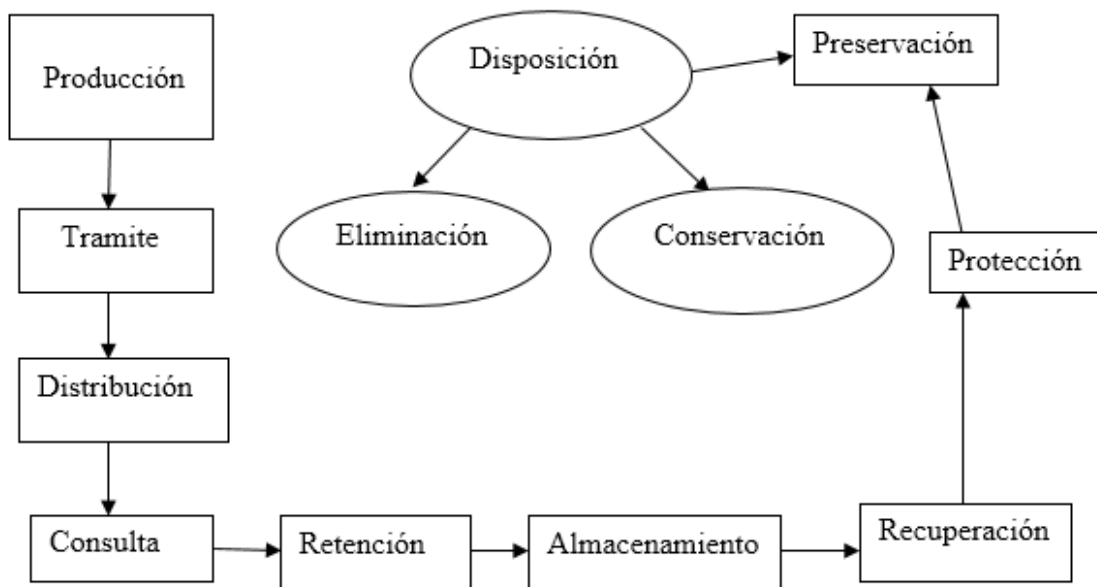 Producción
Disposición
Preservación
Tramite
Eliminación
Conservación
Protección
Distribución
Consulta
Retención
Almacenamiento
Recuperación